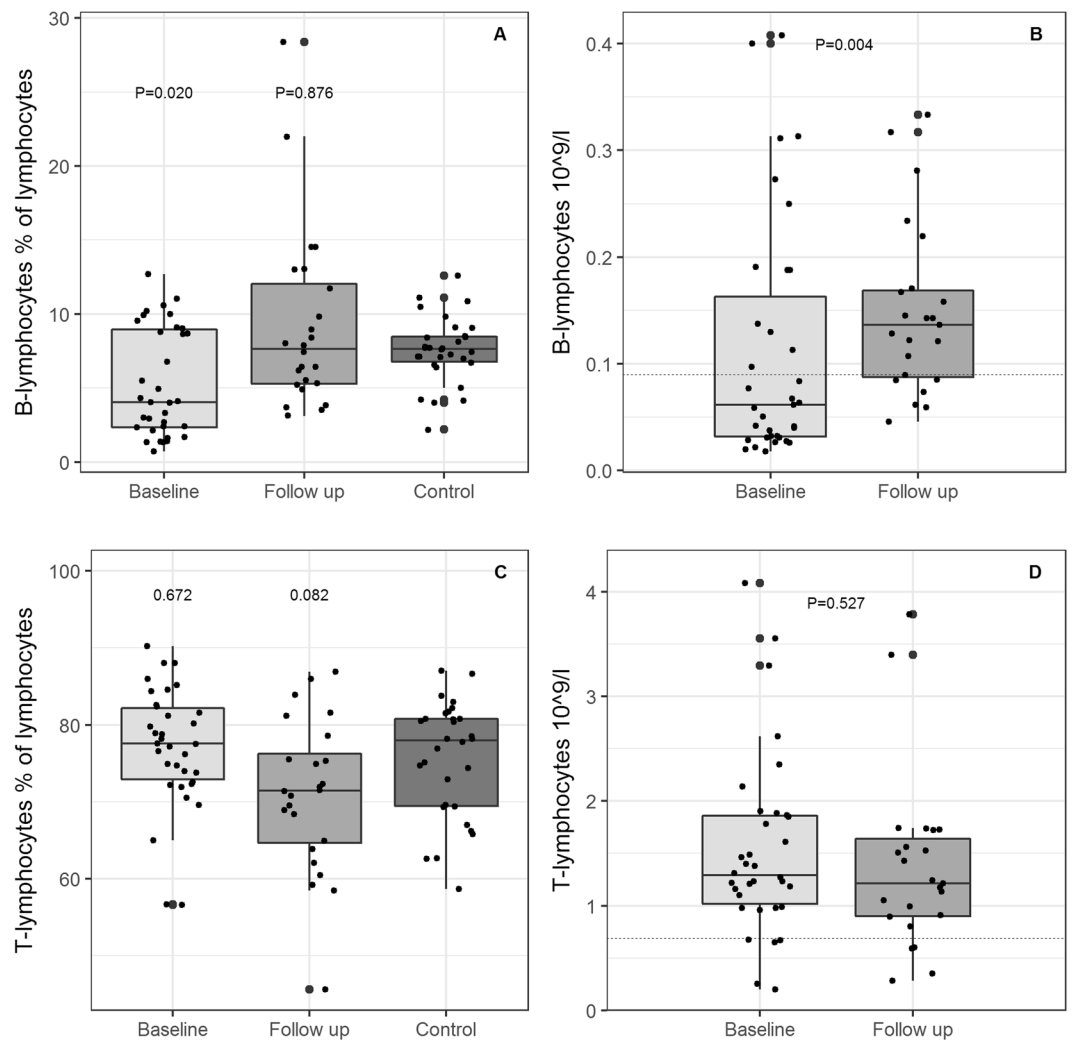 A
B-lymphocytes % of lymphocytes
30
20
10
0
P=0.020
P=0.876
Baseline
Follow up
Control
B
B-lymphocytes 10^9/l
0.4
0.3
0.2
0.1
0.0
P=0.004
Baseline
Follow up
C
T-lymphocytes % of lymphocytes
100
80
60
0.672
0.082
Baseline
Follow up
Control
D
T-lymphocytes 10^9/l
4
3
2
1
0
P=0.527
Baseline
Follow up